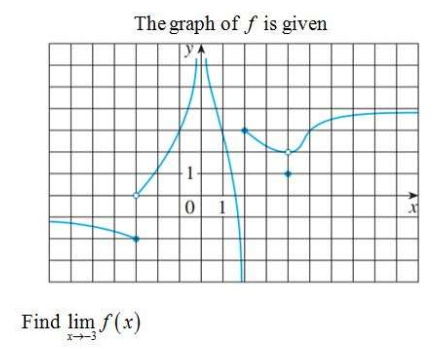 The graph of f is given
y
1
0 1 x
Find lim f(x)
x→-3